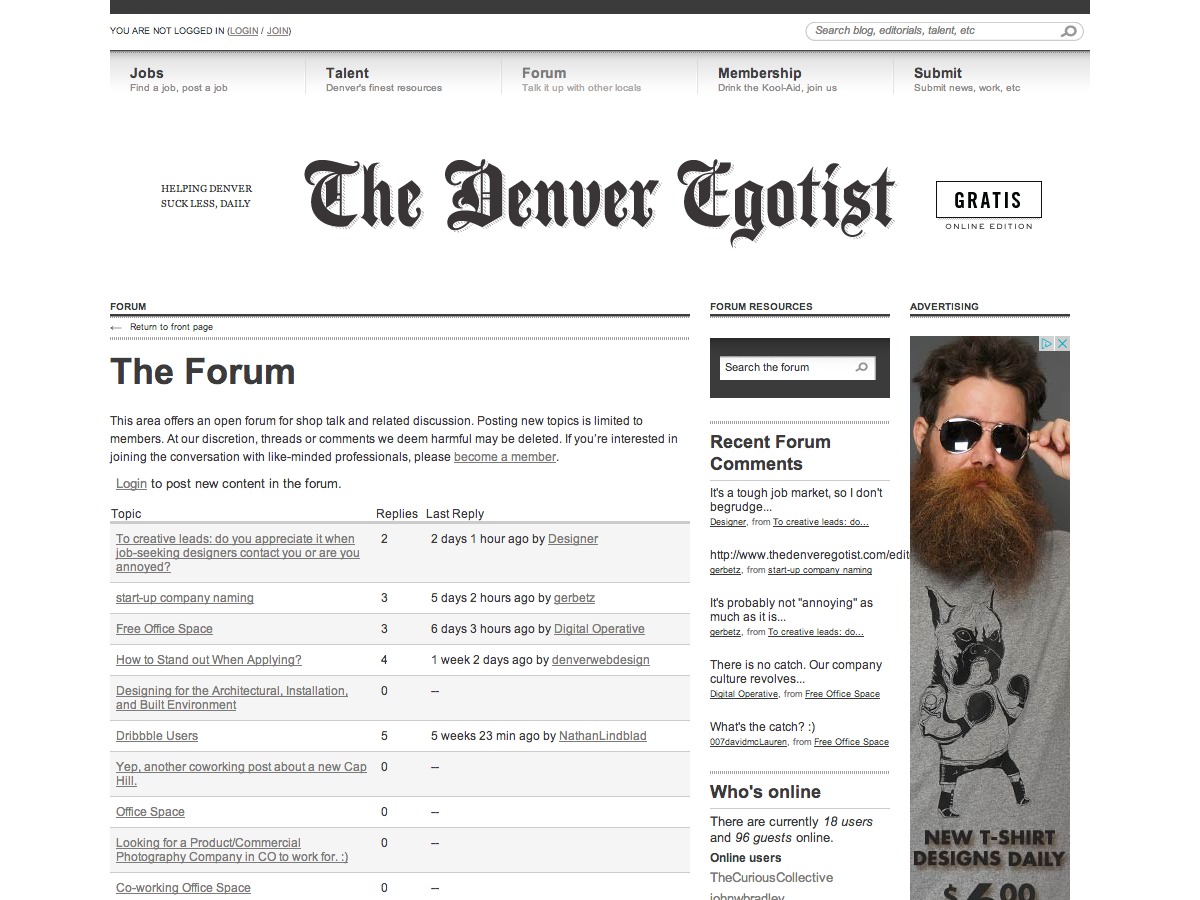 YOU ARE NOT LOGGED IN (LOGIN / JOIN)
Search blog, editorials, talent, etc
Jobs
Find a job, post a job
Talent
Denver's finest resources
Forum
Talk it up with other locals
Membership
Drink the Kool-Aid, join us
Submit
Submit news, work, etc
HELPING DENVER
SUCK LESS, DAILY
The Denver Egotist
GRATIS
ONLINE EDITION
FORUM
← Return to front page
The Forum
This area offers an open forum for shop talk and related discussion. Posting new topics is limited to
members. At our discretion, threads or comments we deem harmful may be deleted. If you're interested in
joining the conversation with like-minded professionals, please become a member.
Login to post new content in the forum.
Topic Replies Last Reply
To creative leads: do you appreciate it when 2 2 days 1 hour ago by Designer
job-seeking designers contact you or are you
annoyed?
start-up company naming 3 5 days 2 hours ago by gerbetz
Free Office Space 3 6 days 3 hours ago by Digital Operative
How to Stand out When Applying? 4 1 week 2 days ago by denverwebdesign
Designing for the Architectural, Installation, 0 --
and Built Environment
Dribbble Users 5 5 weeks 23 min ago by NathanLindblad
Yep, another coworking post about a new Cap 0 --
Hill.
Office Space 0 --
Looking for a Product/Commercial 0 --
Photography Company in CO to work for. :)
Co-working Office Space 0 --
FORUM RESOURCES
Search the forum
Recent Forum
Comments
It's a tough job market, so I don't
begrudge...
Designer, from To creative leads: do...
http://www.thedenveregotist.com/edit
gerbetz, from start-up company naming
It's probably not "annoying" as
much as it is...
gerbetz, from To creative leads: do...
There is no catch. Our company
culture revolves...
Digital Operative, from Free Office Space
What's the catch? :)
007davidmcLauren, from Free Office Space
Who's online
There are currently 18 users
and 96 guests online.
Online users
TheCuriousCollective
johnwbradley
ADVERTISING
NEW T-SHIRT
DESIGNS DAILY
$6.00